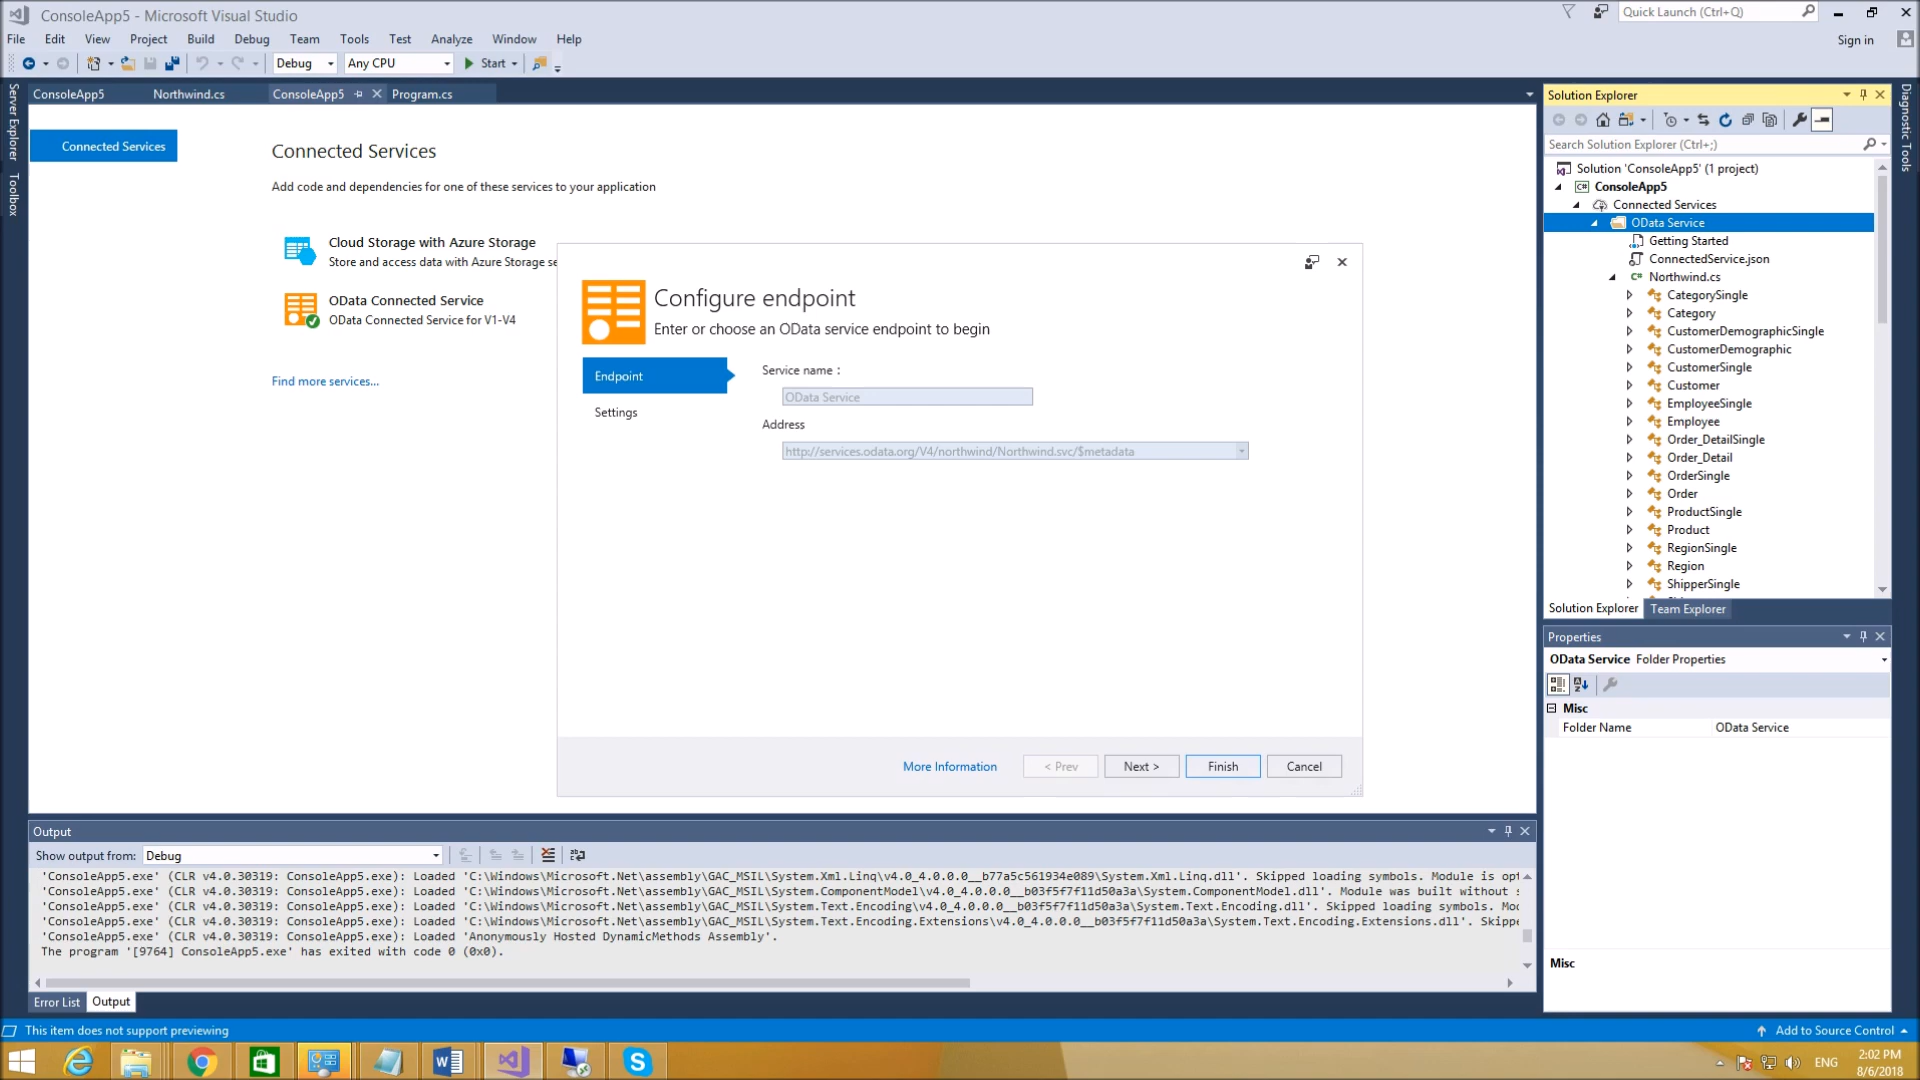 ConsoleApp5 - Microsoft Visual Studio
Quick Launch (Ctrl+Q)
File Edit View Project Build Debug Team Tools Test Analyze Window Help
Sign in
Debug Any CPU Start
Server Explorer
Toolbox
ConsoleApp5 Northwind.cs ConsoleApp5 Program.cs
Connected Services
Connected Services
Add code and dependencies for one of these services to your application
Cloud Storage with Azure Storage
Store and access data with Azure Storage se
OData Connected Service
OData Connected Service for V1-V4
Find more services...
Configure endpoint
Enter or choose an OData service endpoint to begin
Endpoint
Settings
Service name :
OData Service
Address
http://services.odata.org/V4/northwind/Northwind.svc/$metadata
More Information
< Prev
Next >
Finish
Cancel
Solution Explorer
Search Solution Explorer (Ctrl+;)
Solution 'ConsoleApp5' (1 project)
ConsoleApp5
Connected Services
OData Service
Getting Started
ConnectedService.json
Northwind.cs
CategorySingle
Category
CustomerDemographicSingle
CustomerDemographic
CustomerSingle
Customer
EmployeeSingle
Employee
Order_DetailSingle
Order_Detail
OrderSingle
Order
ProductSingle
Product
RegionSingle
Region
ShipperSingle
Solution Explorer Team Explorer
Diagnostic Tools
Properties
OData Service Folder Properties
Misc
Folder Name OData Service
Misc
Output
Show output from: Debug
'ConsoleApp5.exe' (CLR v4.0.30319: ConsoleApp5.exe): Loaded 'C:\Windows\Microsoft.Net\assembly\GAC_MSIL\System.Xml.Linq\v4.0_4.0.0.0__b77a5c561934e089\System.Xml.Linq.dll'. Skipped loading symbols. Module is opt
'ConsoleApp5.exe' (CLR v4.0.30319: ConsoleApp5.exe): Loaded 'C:\Windows\Microsoft.Net\assembly\GAC_MSIL\System.ComponentModel\v4.0_4.0.0.0__b03f5f7f11d50a3a\System.ComponentModel.dll'. Module was built without s
'ConsoleApp5.exe' (CLR v4.0.30319: ConsoleApp5.exe): Loaded 'C:\Windows\Microsoft.Net\assembly\GAC_MSIL\System.Text.Encoding\v4.0_4.0.0.0__b03f5f7f11d50a3a\System.Text.Encoding.dll'. Skipped loading symbols. Mod
'ConsoleApp5.exe' (CLR v4.0.30319: ConsoleApp5.exe): Loaded 'C:\Windows\Microsoft.Net\assembly\GAC_MSIL\System.Text.Encoding.Extensions\v4.0_4.0.0.0__b03f5f7f11d50a3a\System.Text.Encoding.Extensions.dll'. Skippe
'ConsoleApp5.exe' (CLR v4.0.30319: ConsoleApp5.exe): Loaded 'Anonymously Hosted DynamicMethods Assembly'.
The program '[9764] ConsoleApp5.exe' has exited with code 0 (0x0).
Error List Output
This item does not support previewing
Add to Source Control
ENG
2:02 PM
8/6/2018